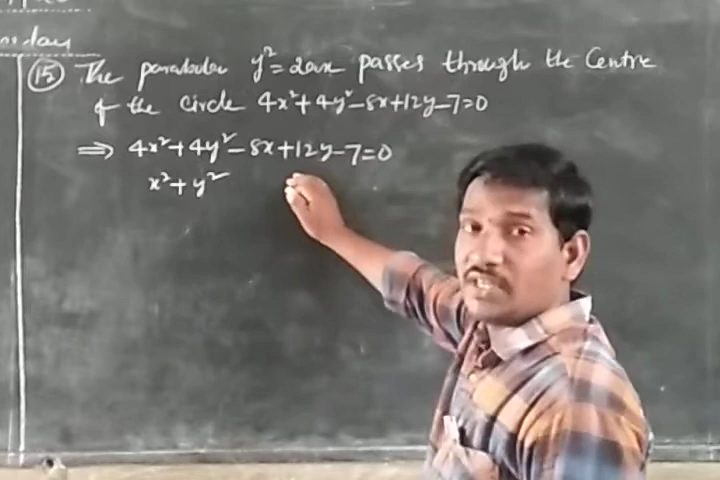 15 The parabola y² = 2ax passes through the Centre
of the circle 4x² + 4y² - 8x + 12y - 7 = 0
⇒ 4x² + 4y² - 8x + 12y - 7 = 0
x² + y²